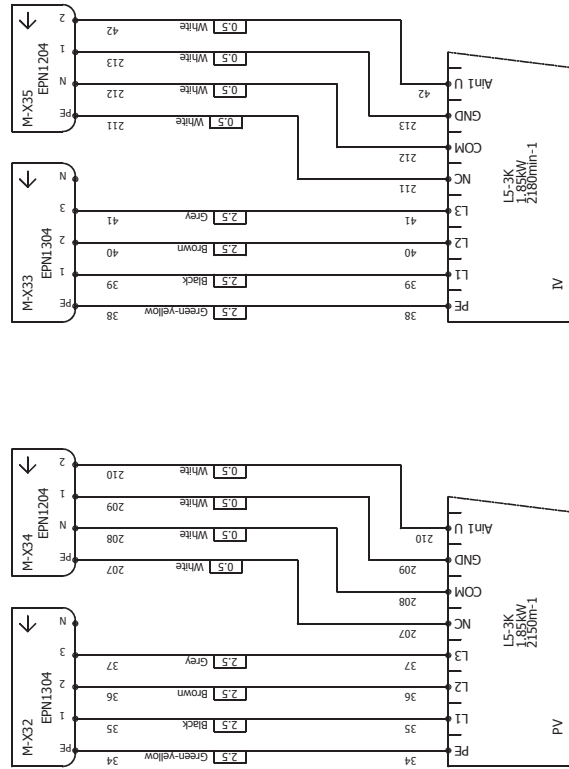 M-X35
EPN1204
2
42
White
0.5
42
Ain1 U
1
213
White
0.5
213
GND
N
212
White
0.5
212
COM
PE
211
White
0.5
211
NC
M-X33
EPN1304
N
3
41
Grey
2.5
41
L3
2
40
Brown
2.5
40
L2
1
39
Black
2.5
39
L1
PE
38
Green-yellow
2.5
38
PE
L5-3K
1.85kW
2180min-1
IV
M-X34
EPN1204
2
210
White
0.5
210
Ain1 U
1
209
White
0.5
209
GND
N
208
White
0.5
208
COM
PE
207
White
0.5
207
NC
M-X32
EPN1304
N
3
37
Grey
2.5
37
L3
2
36
Brown
2.5
36
L2
1
35
Black
2.5
35
L1
PE
34
Green-yellow
2.5
34
PE
L5-3K
1.85kW
2150m-1
PV